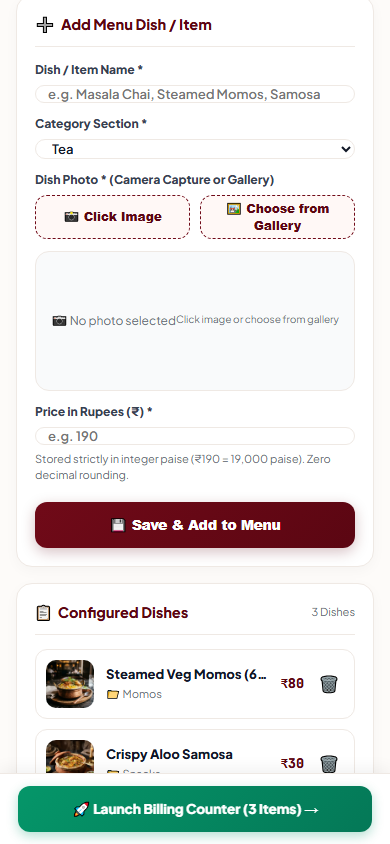 ➕ Add Menu Dish / Item
Dish / Item Name *
e.g. Masala Chai, Steamed Momos, Samosa
Category Section *
Tea
Dish Photo * (Camera Capture or Gallery)
📸 Click Image
🖼️ Choose from
Gallery
📸 No photo selectedClick image or choose from gallery
Price in Rupees (₹) *
e.g. 190
Stored strictly in integer paise (₹190 = 19,000 paise). Zero
decimal rounding.
💾 Save & Add to Menu
📋 Configured Dishes
3 Dishes
Steamed Veg Momos (6...
₹80
📁 Momos
Crispy Aloo Samosa
₹30
🚀 Launch Billing Counter (3 Items) →